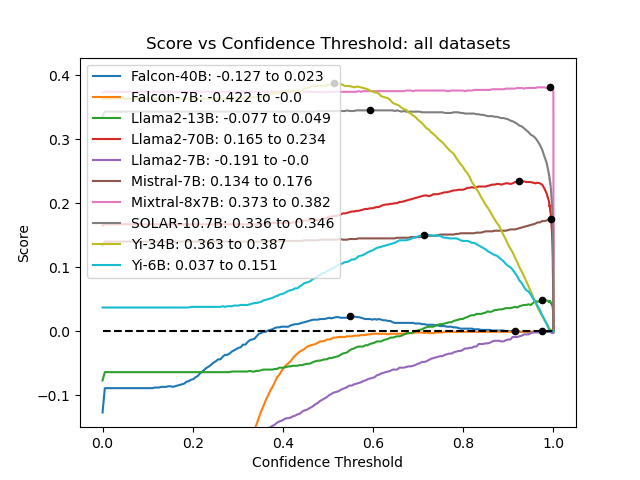 Score vs Confidence Threshold: all datasets
Score
0.4
0.3
0.2
0.1
0.0
−0.1
Falcon-40B: -0.127 to 0.023
Falcon-7B: -0.422 to -0.0
Llama2-13B: -0.077 to 0.049
Llama2-70B: 0.165 to 0.234
Llama2-7B: -0.191 to -0.0
Mistral-7B: 0.134 to 0.176
Mixtral-8x7B: 0.373 to 0.382
SOLAR-10.7B: 0.336 to 0.346
Yi-34B: 0.363 to 0.387
Yi-6B: 0.037 to 0.151
0.0 0.2 0.4 0.6 0.8 1.0
Confidence Threshold